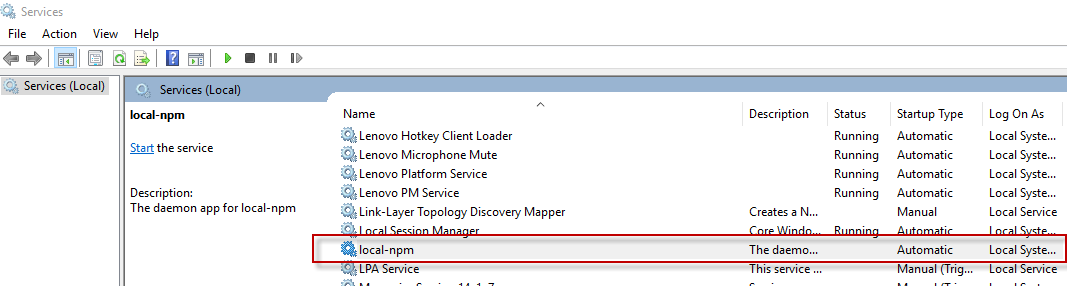 Services
File Action View Help
Services (Local)
Services (Local)
local-npm
Start the service
Description:
The daemon app for local-npm
Name Description Status Startup Type Log On As
Lenovo Hotkey Client Loader Running Automatic Local Syste...
Lenovo Microphone Mute Running Automatic Local Syste...
Lenovo Platform Service Running Automatic Local Syste...
Lenovo PM Service Running Automatic Local Syste...
Link-Layer Topology Discovery Mapper Creates a N... Manual Local Service
Local Session Manager Core Windo... Running Automatic Local Syste...
local-npm The daemo... Automatic Local Syste...
LPA Service This service ... Manual (Trig... Local Service